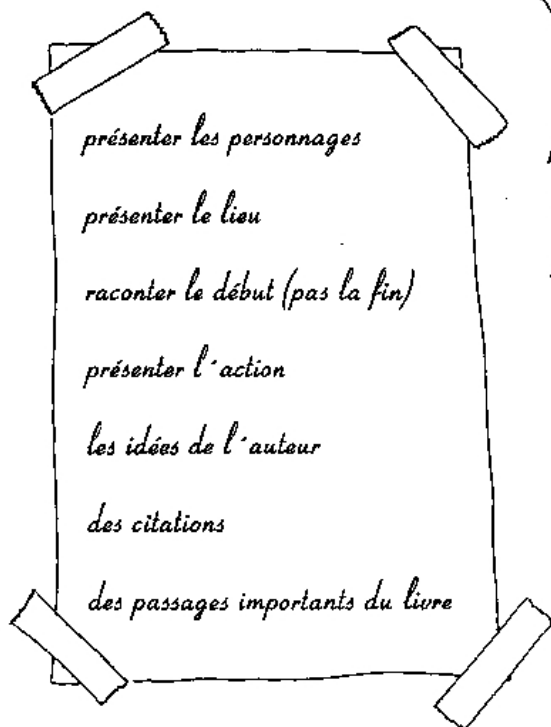 présenter les personnages
présenter le lieu
raconter le début (pas la fin)
présenter l'action
les idées de l'auteur
des citations
des passages importants du livre